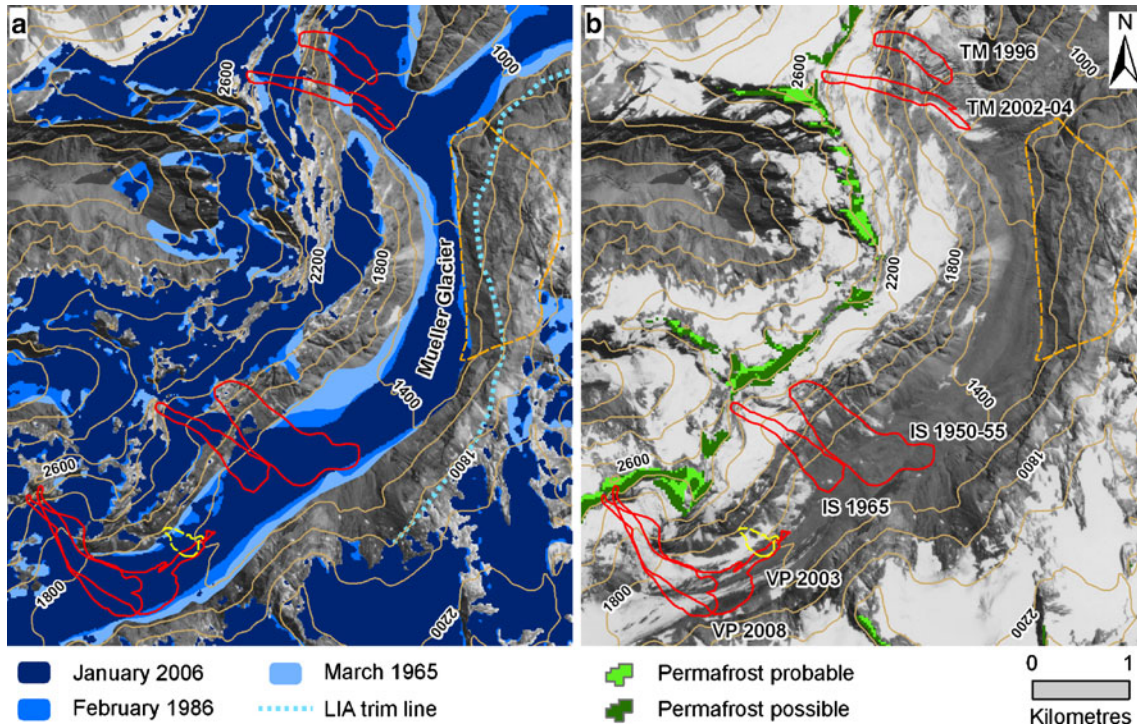 a
1000
2600
2200
1800
Mueller Glacier
1400
1800
2600
1800
2200
b
N
TM 1996
1000
2600
TM 2002-04
2200
1800
1400
IS 1950-55
1800
2600
IS 1965
VP 2003
1800
VP 2008
2200
January 2006
March 1965
Permafrost probable
0 1
February 1986
LIA trim line
Permafrost possible
Kilometres